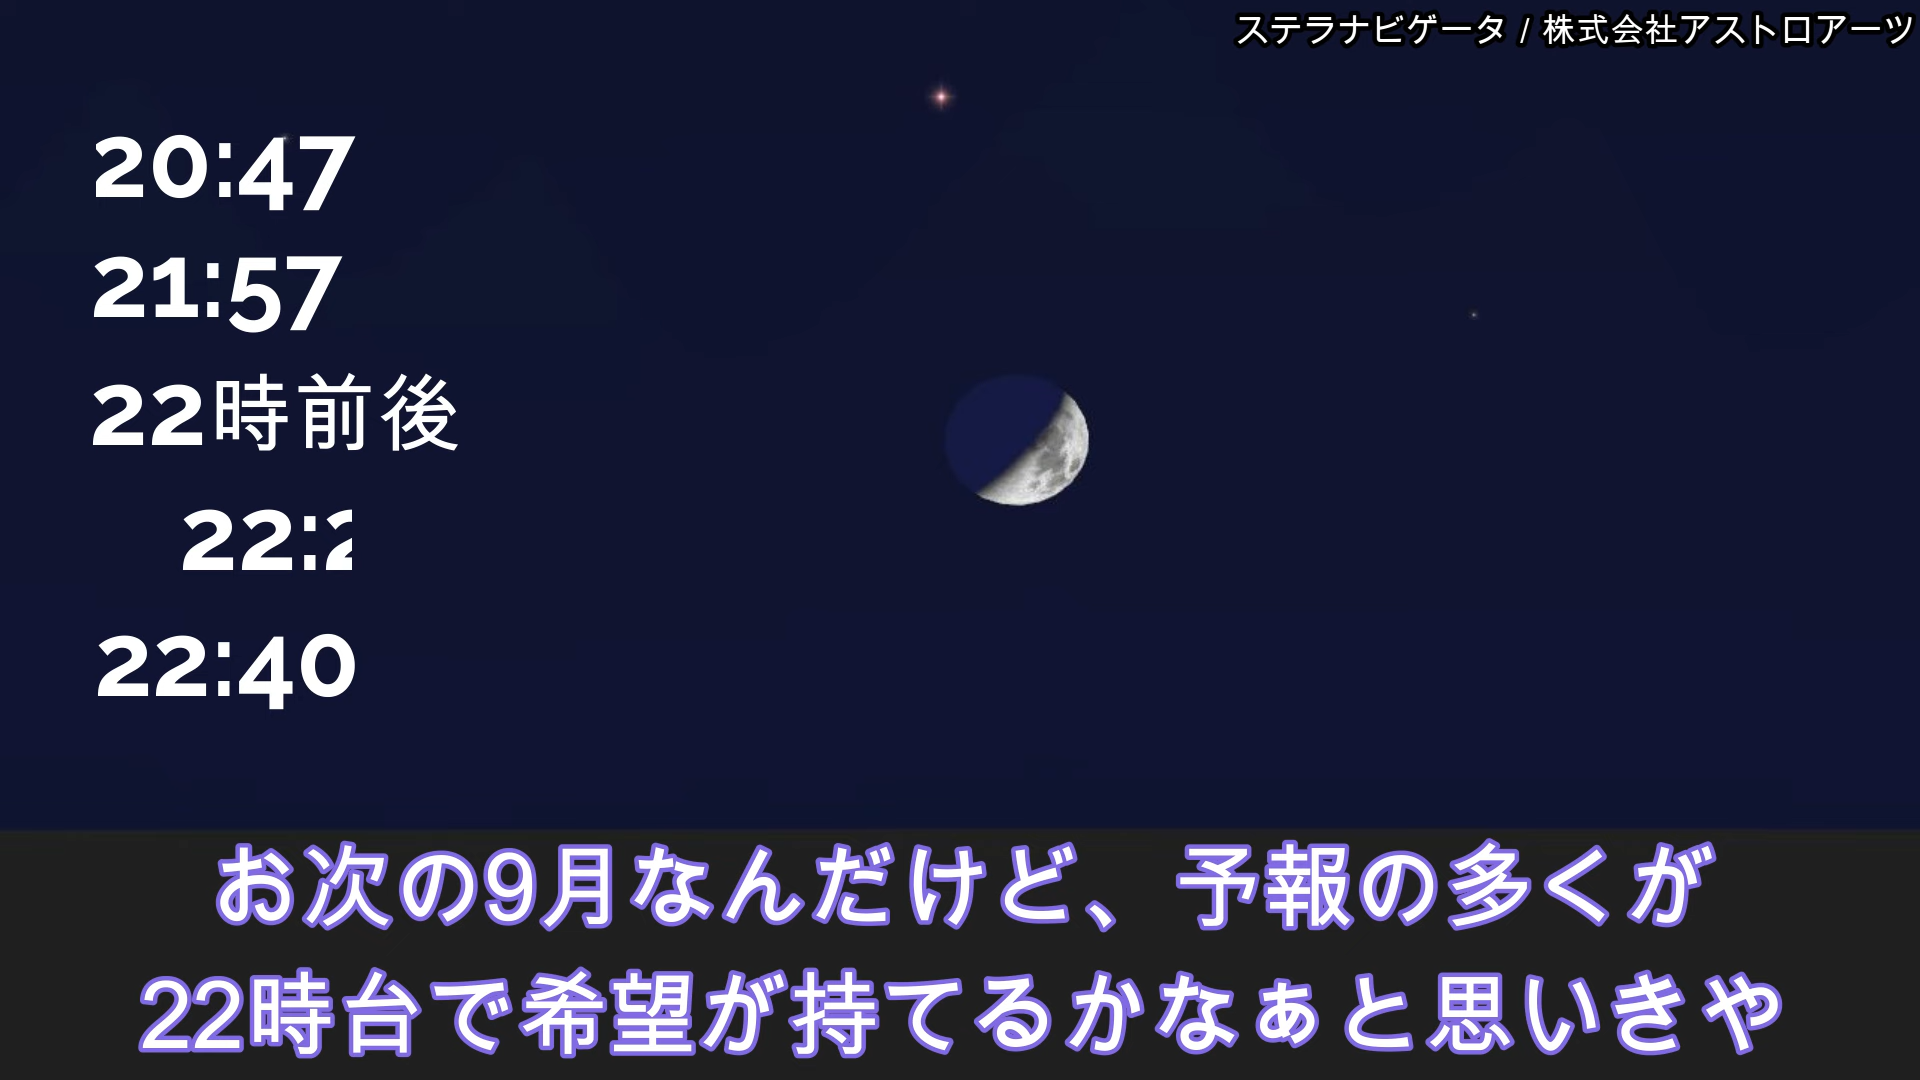 ステラナビゲータ / 株式会社アストロアーツ
20:47
21:57
22時前後
22:2
22:40
お次の9月なんだけど、予報の多くが
22時台で希望が持てるかなぁと思いきや